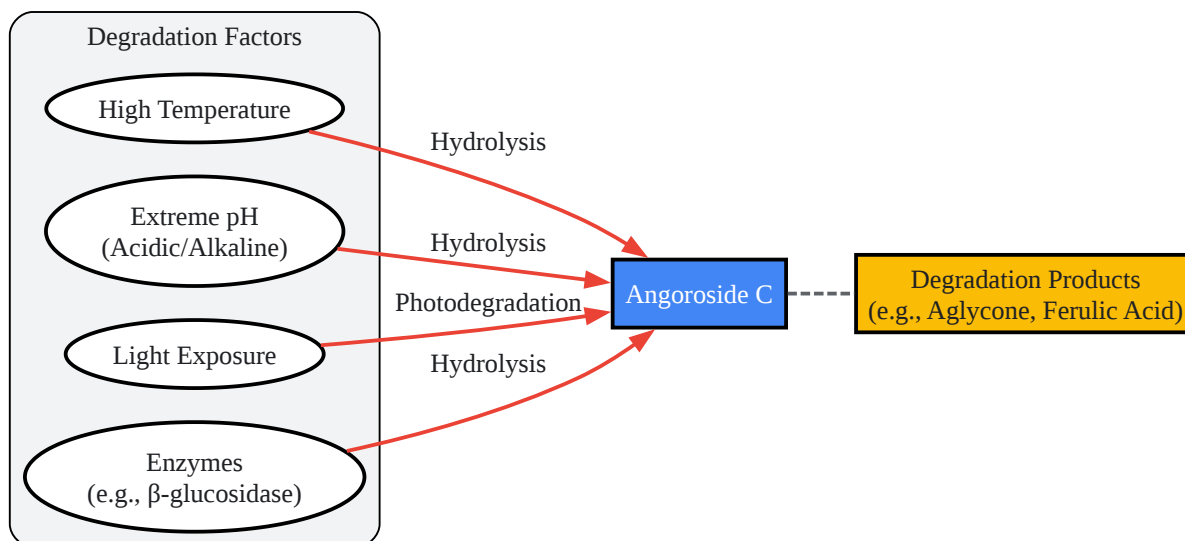 Degradation Factors
High Temperature
Hydrolysis
Extreme pH
(Acidic/Alkaline)
Hydrolysis
Photodegradation
Light Exposure
Hydrolysis
Enzymes
(e.g., β-glucosidase)
Angoroside C
Degradation Products
(e.g., Aglycone, Ferulic Acid)